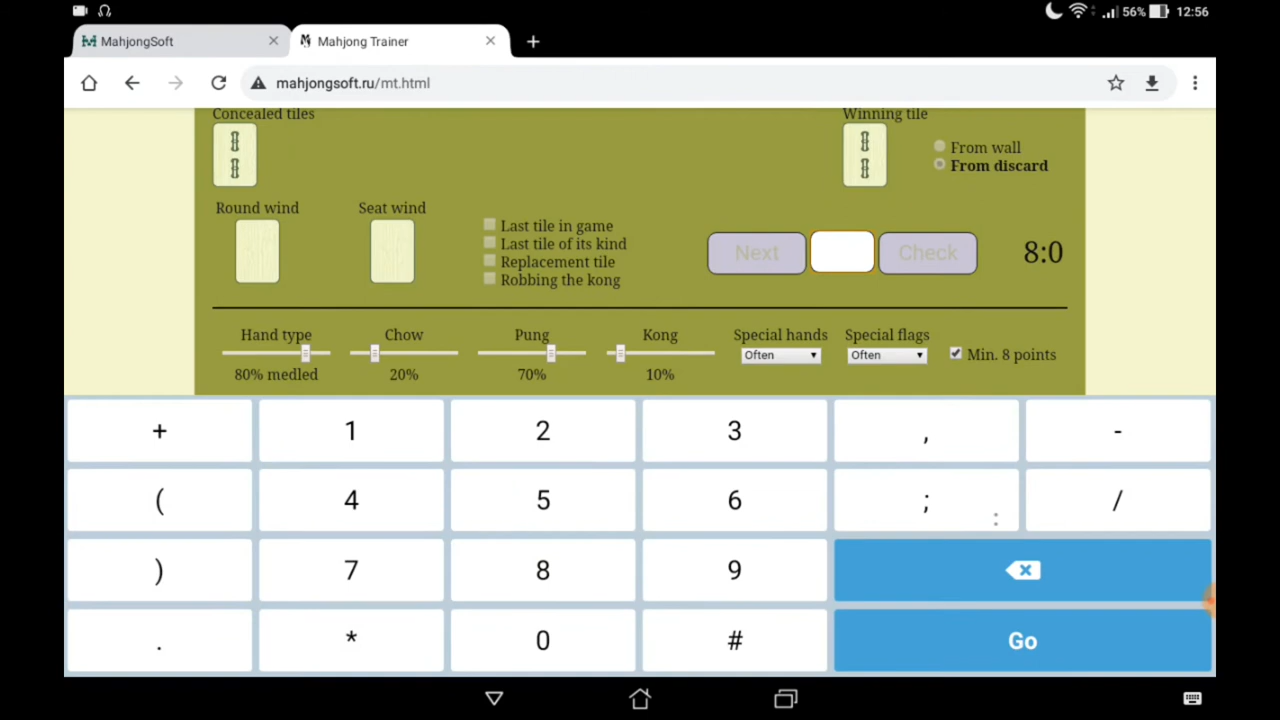 56% 12:56
MahjongSoft Mahjong Trainer
mahjongsoft.ru/mt.html
Concealed tiles Winning tile
From wall
From discard
Round wind Seat wind
Last tile in game
Last tile of its kind
Replacement tile
Robbing the kong
Next Check 8:0
Hand type Chow Pung Kong Special hands Special flags
Often Often Min. 8 points
80% medled 20% 70% 10%
+ 1 2 3 , -
( 4 5 6 ; : /
) 7 8 9
. * 0 # Go